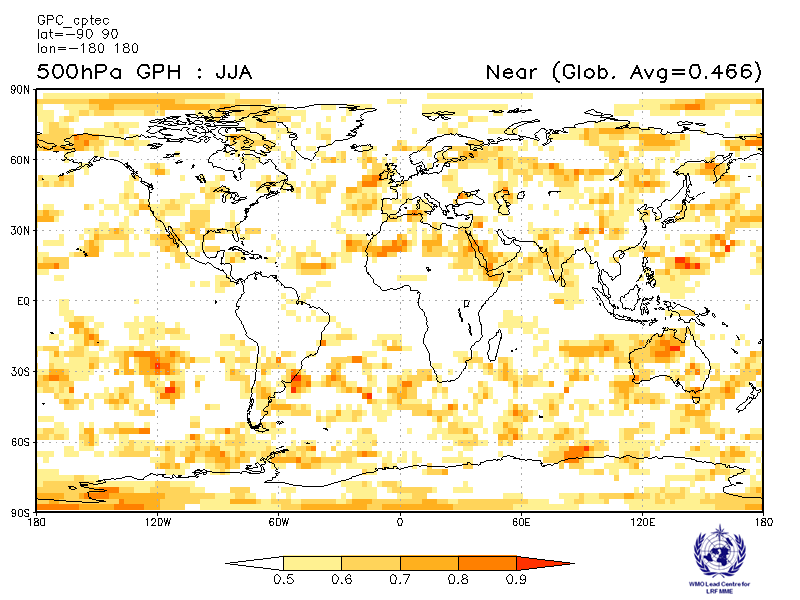 GPC_cptec
lat=-90 90
lon=-180 180
500hPa GPH : JJA Near (Glob. Avg=0.466)
90N
60N
30N
EQ
30S
60S
90S
180 120W 60W 0 60E 120E 180
0.5 0.6 0.7 0.8 0.9
WMO Lead Centre for
LRF MME